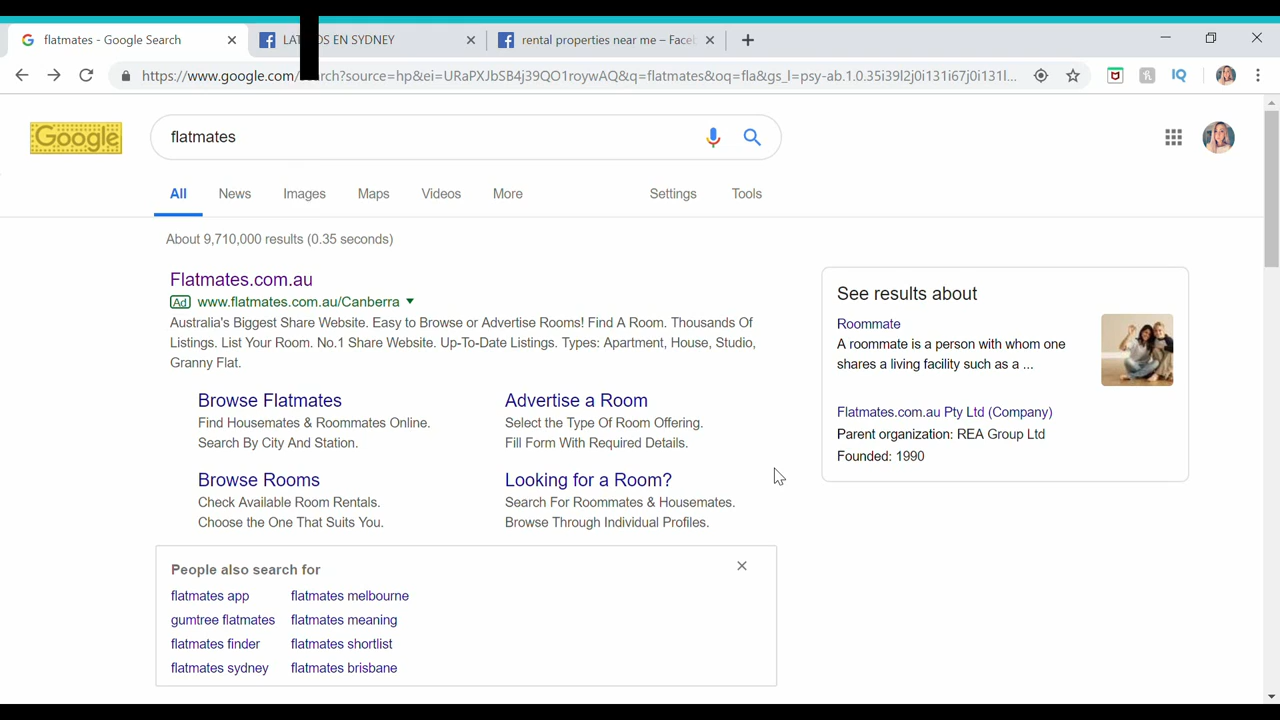 flatmates - Google Search
EN SYDNEY
rental properties near me – Face
https://www.google.com/ rch?source=hp&ei=URaPXJbSB4j39QO1roywAQ&q=flatmates&oq=fla&gs_l=psy-ab.1.0.35i39l2j0i131i67j0i131l...
IQ
Google
flatmates
All
News
Images
Maps
Videos
More
Settings
Tools
About 9,710,000 results (0.35 seconds)
Flatmates.com.au
Ad www.flatmates.com.au/Canberra
Australia's Biggest Share Website. Easy to Browse or Advertise Rooms! Find A Room. Thousands Of
Listings. List Your Room. No.1 Share Website. Up-To-Date Listings. Types: Apartment, House, Studio,
Granny Flat.
Browse Flatmates
Find Housemates & Roommates Online.
Search By City And State.
Advertise a Room
Select the Type Of Room Offering.
Fill Form With Required Details.
Browse Rooms
Check Available Room Rentals.
Choose the One That Suits You.
Looking for a Room?
Search For Roommates & Housemates.
Browse Through Individual Profiles.
People also search for
flatmates app
gumtree flatmates
flatmates finder
flatmates sydney
flatmates melbourne
flatmates meaning
flatmates shortlist
flatmates brisbane
See results about
Roommate
A roommate is a person with whom one
shares a living facility such as a ...
Flatmates.com.au Pty Ltd (Company)
Parent organization: REA Group Ltd
Founded: 1990